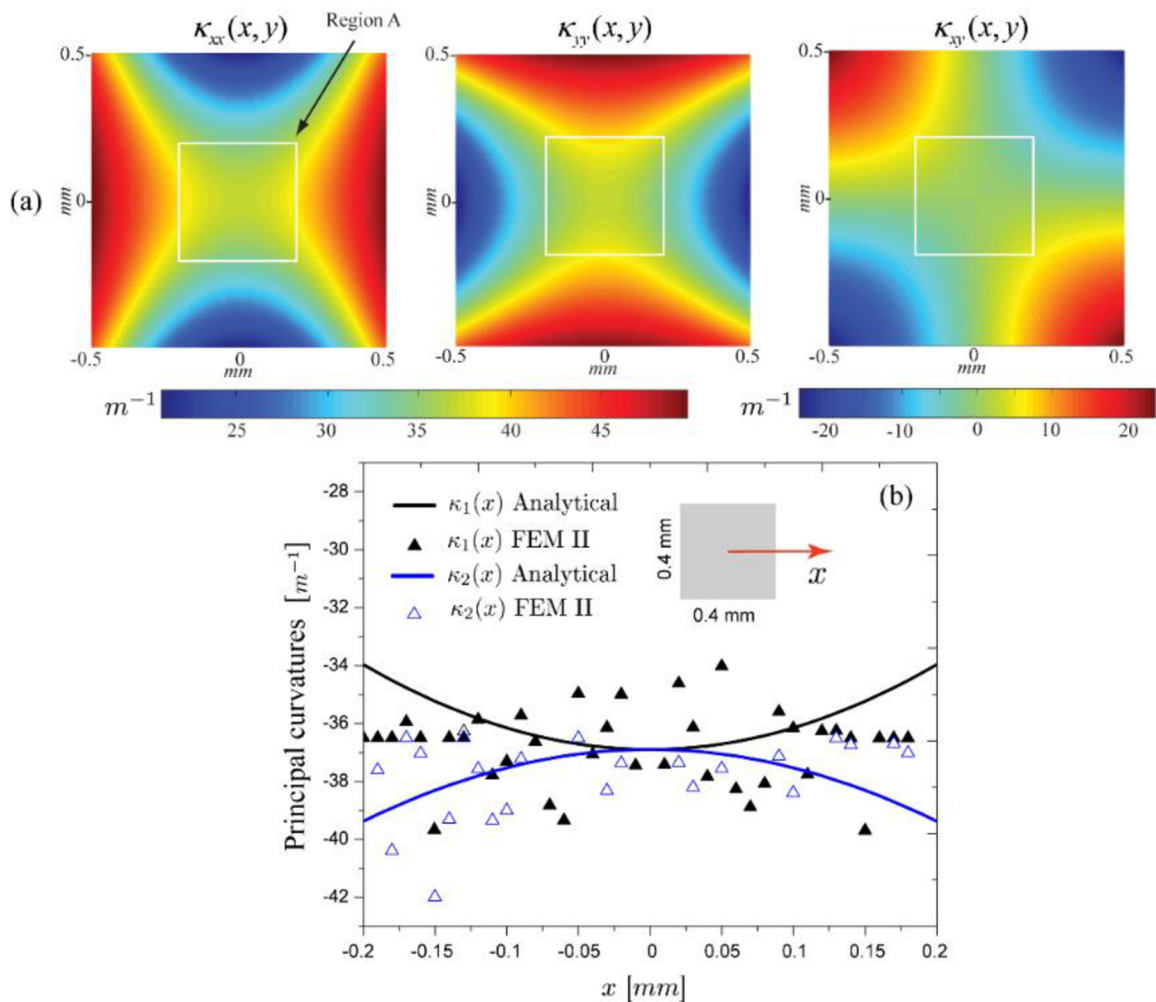 Region A
κxx(x, y) κyy(x, y) κxy(x, y)
(a)
0.5 0.5 0.5
mm mm mm
0 0 0
-0.5 0 0.5 -0.5 0 0.5 -0.5 0 0.5
mm mm mm
m⁻¹ 25 30 35 40 45
m⁻¹ -20 -10 0 10 20
(b)
κ₁(x) Analytical
κ₁(x) FEM II
κ₂(x) Analytical
κ₂(x) FEM II
0.4 mm
0.4 mm
x
Principal curvatures [m⁻¹]
-28
-30
-32
-34
-36
-38
-40
-42
-0.2 -0.15 -0.1 -0.05 0 0.05 0.1 0.15 0.2
x [mm]